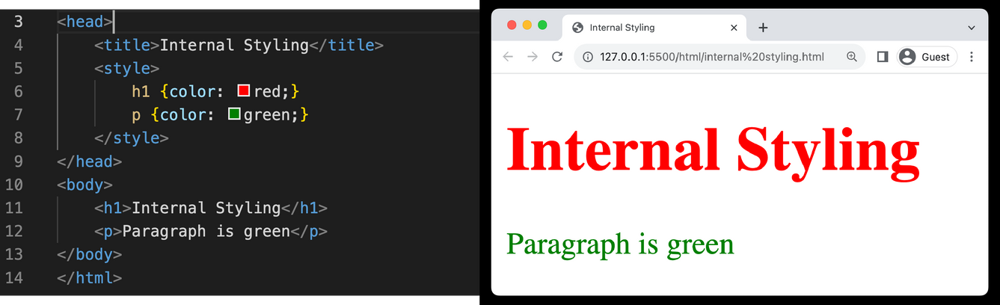 3 <head>
4 <title>Internal Styling</title>
5 <style>
6 h1 {color: red;}
7 p {color: green;}
8 </style>
9 </head>
10 <body>
11 <h1>Internal Styling</h1>
12 <p>Paragraph is green</p>
13 </body>
14 </html>
Internal Styling
127.0.0.1:5500/html/internal%20styling.html
Guest
Internal Styling
Paragraph is green